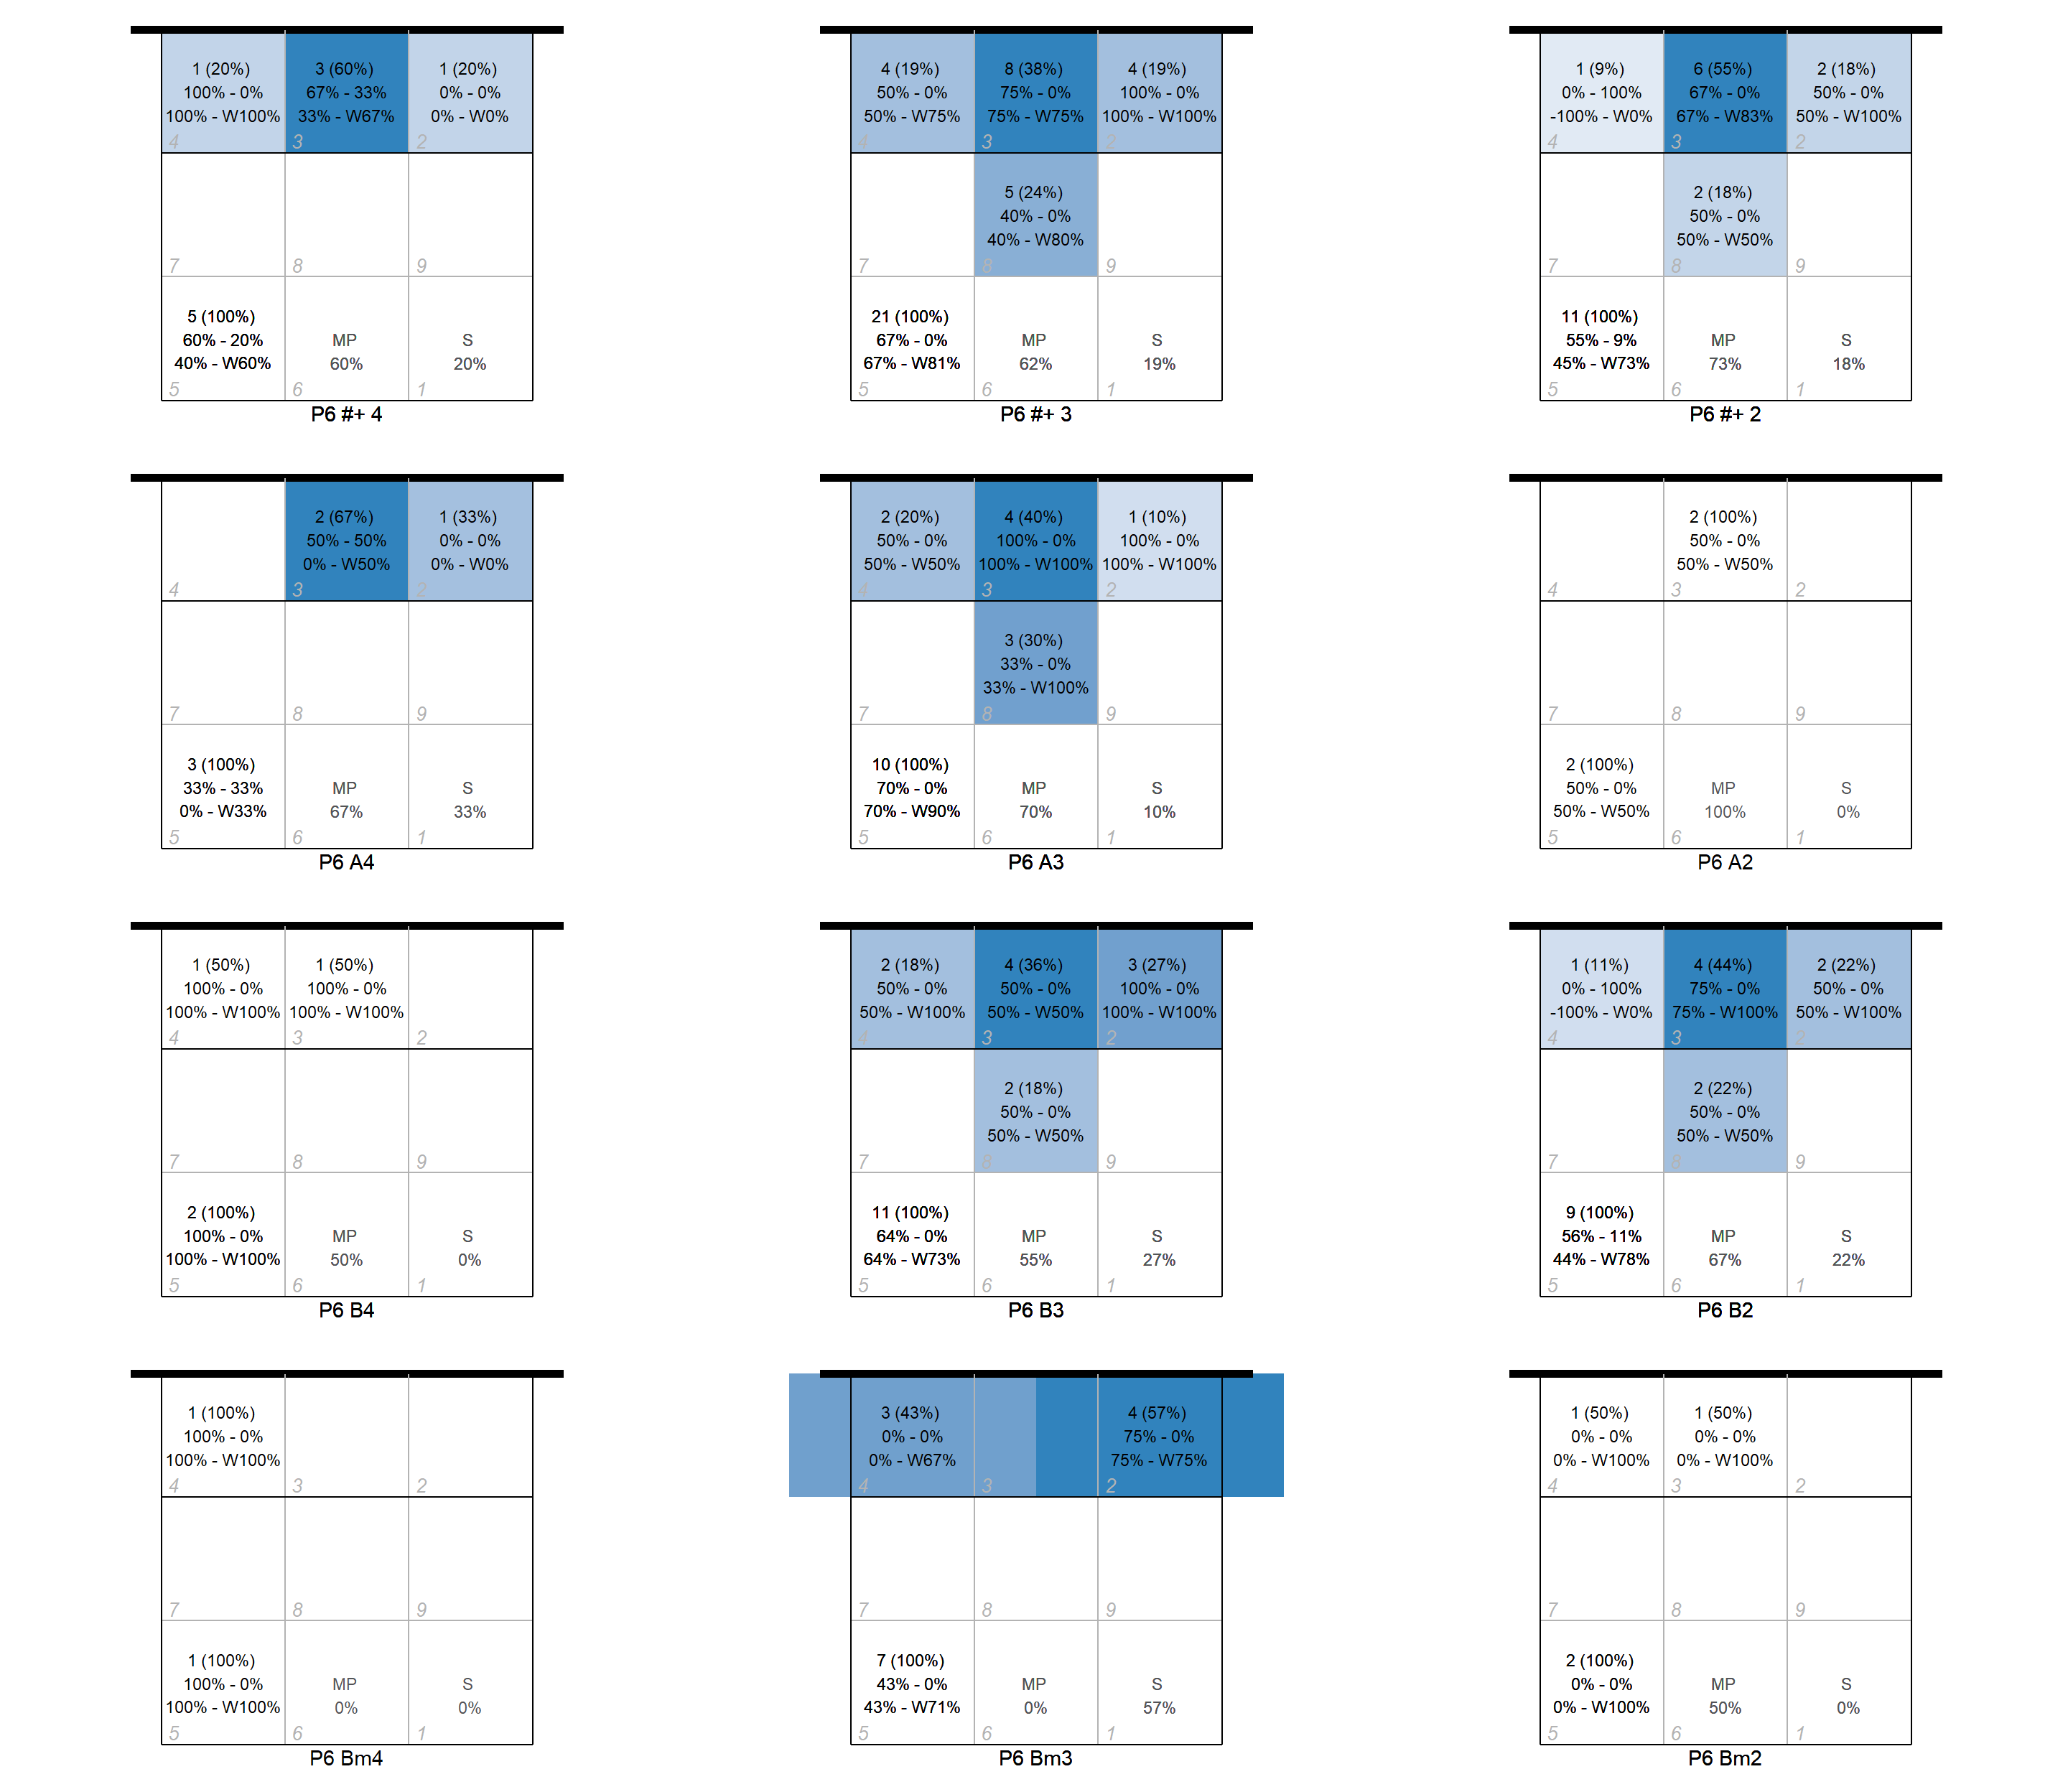 1 (20%)
100% - 0%
100% - W100%
4
3 (60%)
67% - 33%
33% - W67%
3
1 (20%)
0% - 0%
0% - W0%
2
7
8
9
5 (100%)
60% - 20%
40% - W60%
5
MP
60%
6
S
20%
1
P6 #+ 4
4 (19%)
50% - 0%
50% - W75%
4
8 (38%)
75% - 0%
75% - W75%
3
4 (19%)
100% - 0%
100% - W100%
2
7
5 (24%)
40% - 0%
40% - W80%
8
9
21 (100%)
67% - 0%
67% - W81%
5
MP
62%
6
S
19%
1
P6 #+ 3
1 (9%)
0% - 100%
-100% - W0%
4
6 (55%)
67% - 0%
67% - W83%
3
2 (18%)
50% - 0%
50% - W100%
2
7
2 (18%)
50% - 0%
50% - W50%
8
9
11 (100%)
55% - 9%
45% - W73%
5
MP
73%
6
S
18%
1
P6 #+ 2
4
2 (67%)
50% - 50%
0% - W50%
3
1 (33%)
0% - 0%
0% - W0%
2
7
8
9
3 (100%)
33% - 33%
0% - W33%
5
MP
67%
6
S
33%
1
P6 A4
2 (20%)
50% - 0%
50% - W50%
4
4 (40%)
100% - 0%
100% - W100%
3
1 (10%)
100% - 0%
100% - W100%
2
7
3 (30%)
33% - 0%
33% - W100%
8
9
10 (100%)
70% - 0%
70% - W90%
5
MP
70%
6
S
10%
1
P6 A3
4
2 (100%)
50% - 0%
50% - W50%
3
2
7
8
9
2 (100%)
50% - 0%
50% - W50%
5
MP
100%
6
S
0%
1
P6 A2
1 (50%)
100% - 0%
100% - W100%
4
1 (50%)
100% - 0%
100% - W100%
3
2
7
8
9
2 (100%)
100% - 0%
100% - W100%
5
MP
50%
6
S
0%
1
P6 B4
2 (18%)
50% - 0%
50% - W100%
4
4 (36%)
50% - 0%
50% - W50%
3
3 (27%)
100% - 0%
100% - W100%
2
7
2 (18%)
50% - 0%
50% - W50%
8
9
11 (100%)
64% - 0%
64% - W73%
5
MP
55%
6
S
27%
1
P6 B3
1 (11%)
0% - 100%
-100% - W0%
4
4 (44%)
75% - 0%
75% - W100%
3
2 (22%)
50% - 0%
50% - W100%
2
7
2 (22%)
50% - 0%
50% - W50%
8
9
9 (100%)
56% - 11%
44% - W78%
5
MP
67%
6
S
22%
1
P6 B2
1 (100%)
100% - 0%
100% - W100%
4
3
2
7
8
9
1 (100%)
100% - 0%
100% - W100%
5
MP
0%
6
S
0%
1
P6 Bm4
3 (43%)
0% - 0%
0% - W67%
4
3
4 (57%)
75% - 0%
75% - W75%
2
7
8
9
7 (100%)
43% - 0%
43% - W71%
5
MP
0%
6
S
57%
1
P6 Bm3
1 (50%)
0% - 0%
0% - W100%
4
1 (50%)
0% - 0%
0% - W100%
3
2
7
8
9
2 (100%)
0% - 0%
0% - W100%
5
MP
50%
6
S
0%
1
P6 Bm2